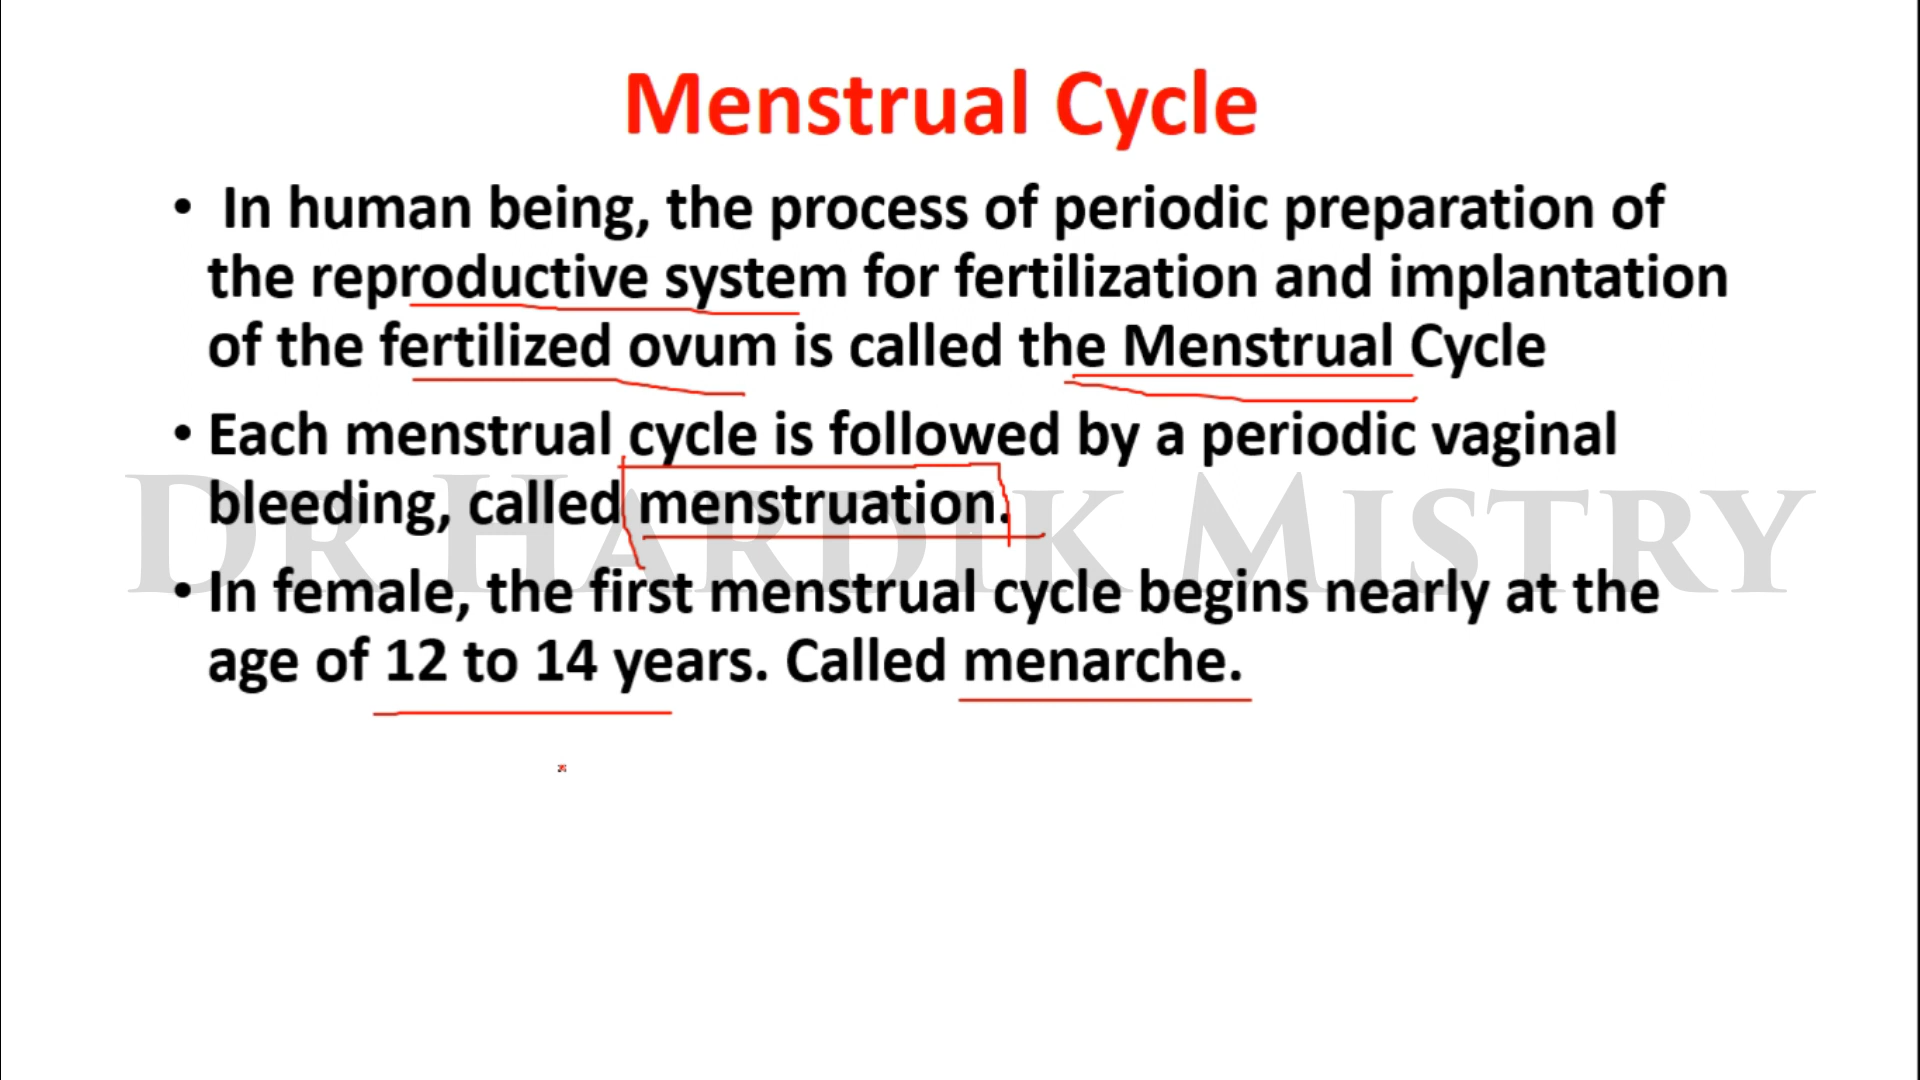 Menstrual Cycle
• In human being, the process of periodic preparation of
the reproductive system for fertilization and implantation
of the fertilized ovum is called the Menstrual Cycle
• Each menstrual cycle is followed by a periodic vaginal
bleeding, called menstruation.
DR HARDIK MISTRY
• In female, the first menstrual cycle begins nearly at the
age of 12 to 14 years. Called menarche.